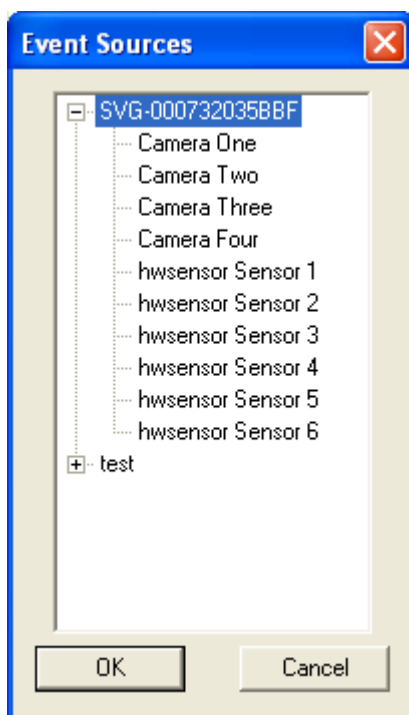 Event Sources
SVG-000732035BBF
Camera One
Camera Two
Camera Three
Camera Four
hwsensor Sensor 1
hwsensor Sensor 2
hwsensor Sensor 3
hwsensor Sensor 4
hwsensor Sensor 5
hwsensor Sensor 6
test
OK Cancel